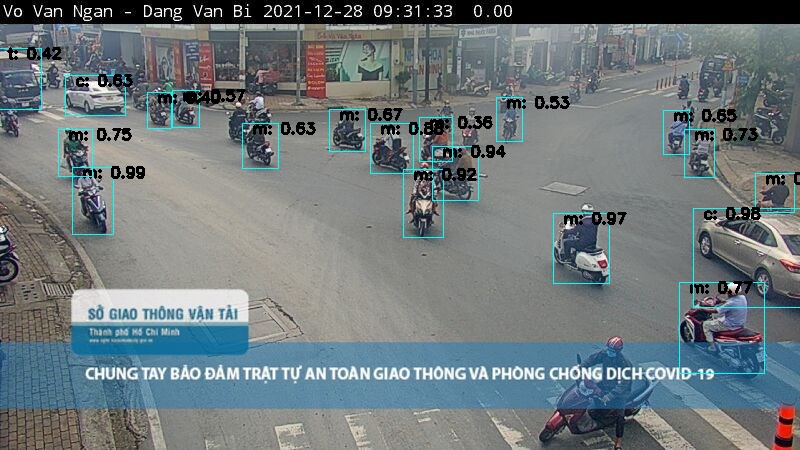 Vo Van Ngan - Dang Van Bi 2021-12-28 09:31:33 0.00
t: 0.42
c: 0.63
0.57
m: 0.63
m: 0.67
0.36
m: 0.53
m: 0.65
m: 0.73
m: 0.75
m: 0.94
m: 0.99
m: 0.92
m: 0.97
c: 0.98
m: 0.77
SỞ GIAO THÔNG VẬN TẢI
Thành phố Hồ Chí Minh
CHUNG TAY BẢO ĐẢM TRẬT TỰ AN TOÀN GIAO THÔNG VÀ PHÒNG CHỐNG DỊCH COVID-19